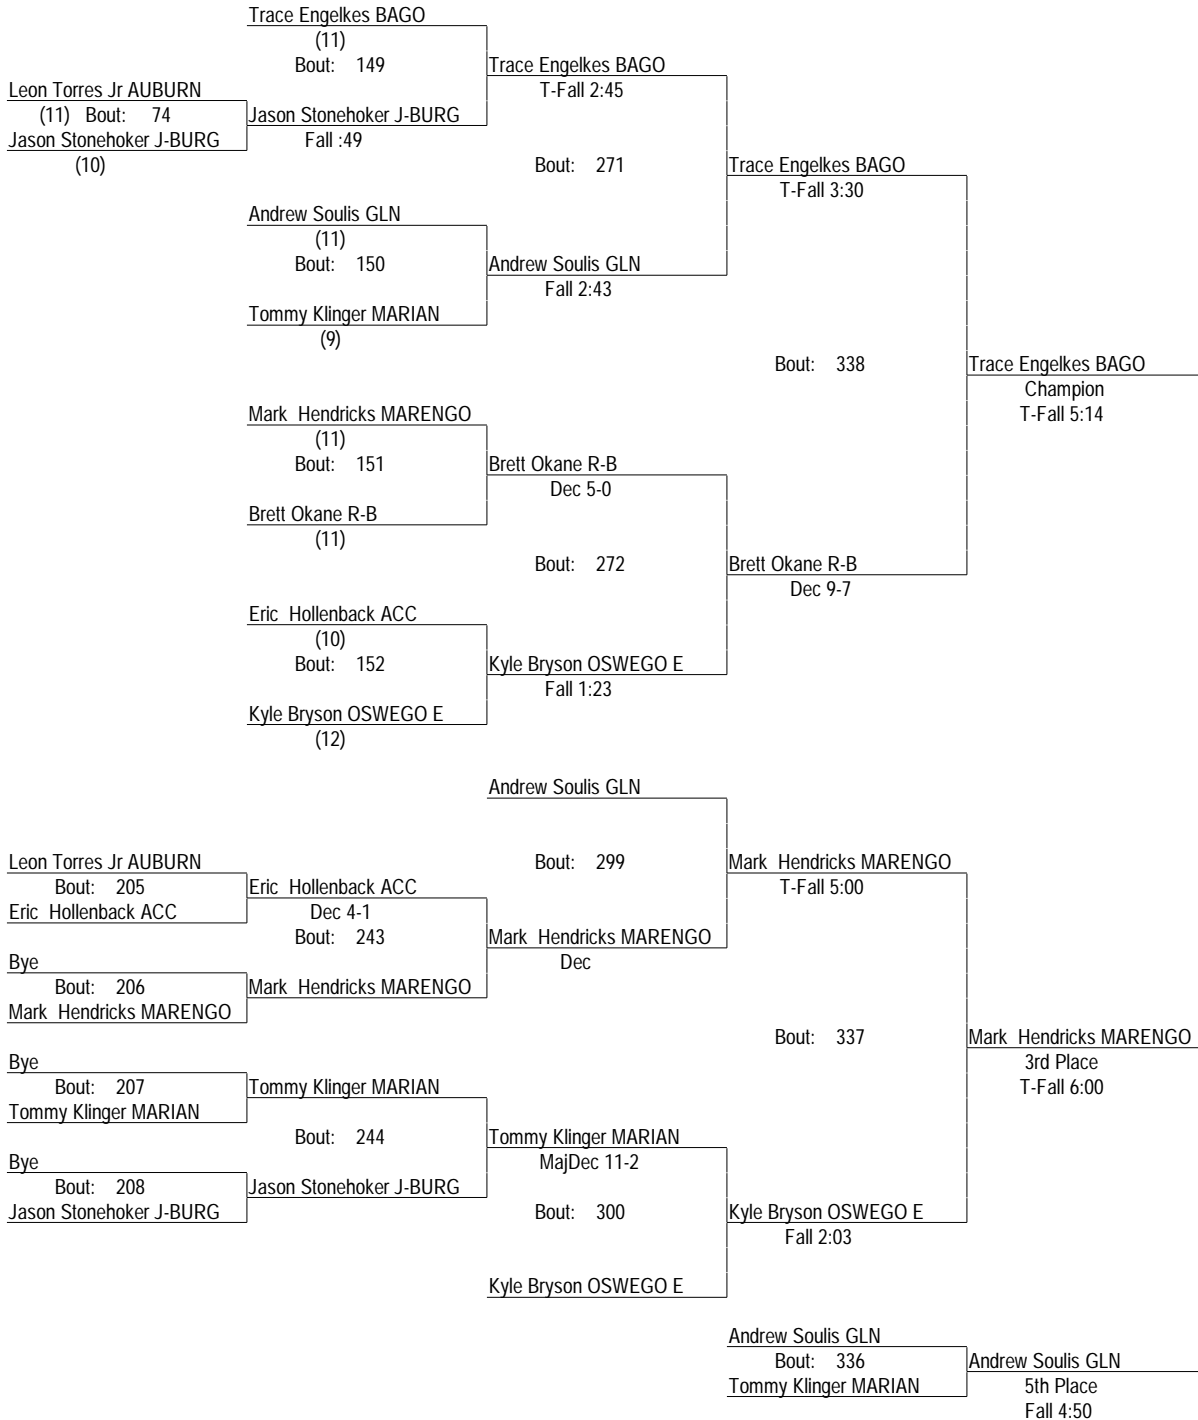 Trace Engelkes BAGO
(11)
Bout: 149
Trace Engelkes BAGO
T-Fall 2:45
Leon Torres Jr AUBURN
(11) Bout: 74
Jason Stonehoker J-BURG
Jason Stonehoker J-BURG
Fall :49
(10)
Bout: 271
Trace Engelkes BAGO
T-Fall 3:30
Andrew Soulis GLN
(11)
Bout: 150
Andrew Soulis GLN
Fall 2:43
Tommy Klinger MARIAN
(9)
Bout: 338
Trace Engelkes BAGO
Champion
T-Fall 5:14
Mark Hendricks MARENGO
(11)
Bout: 151
Brett Okane R-B
Dec 5-0
Brett Okane R-B
(11)
Bout: 272
Brett Okane R-B
Dec 9-7
Eric Hollenback ACC
(10)
Bout: 152
Kyle Bryson OSWEGO E
Fall 1:23
Kyle Bryson OSWEGO E
(12)
Andrew Soulis GLN
Bout: 299
Mark Hendricks MARENGO
T-Fall 5:00
Leon Torres Jr AUBURN
Bout: 205
Eric Hollenback ACC
Eric Hollenback ACC
Dec 4-1
Bout: 243
Mark Hendricks MARENGO
Dec
Bye
Bout: 206
Mark Hendricks MARENGO
Mark Hendricks MARENGO
Bout: 337
Mark Hendricks MARENGO
3rd Place
T-Fall 6:00
Bye
Bout: 207
Tommy Klinger MARIAN
Tommy Klinger MARIAN
Bout: 244
Tommy Klinger MARIAN
MajDec 11-2
Bye
Bout: 208
Jason Stonehoker J-BURG
Jason Stonehoker J-BURG
Bout: 300
Kyle Bryson OSWEGO E
Fall 2:03
Kyle Bryson OSWEGO E
Andrew Soulis GLN
Bout: 336
Tommy Klinger MARIAN
Andrew Soulis GLN
5th Place
Fall 4:50